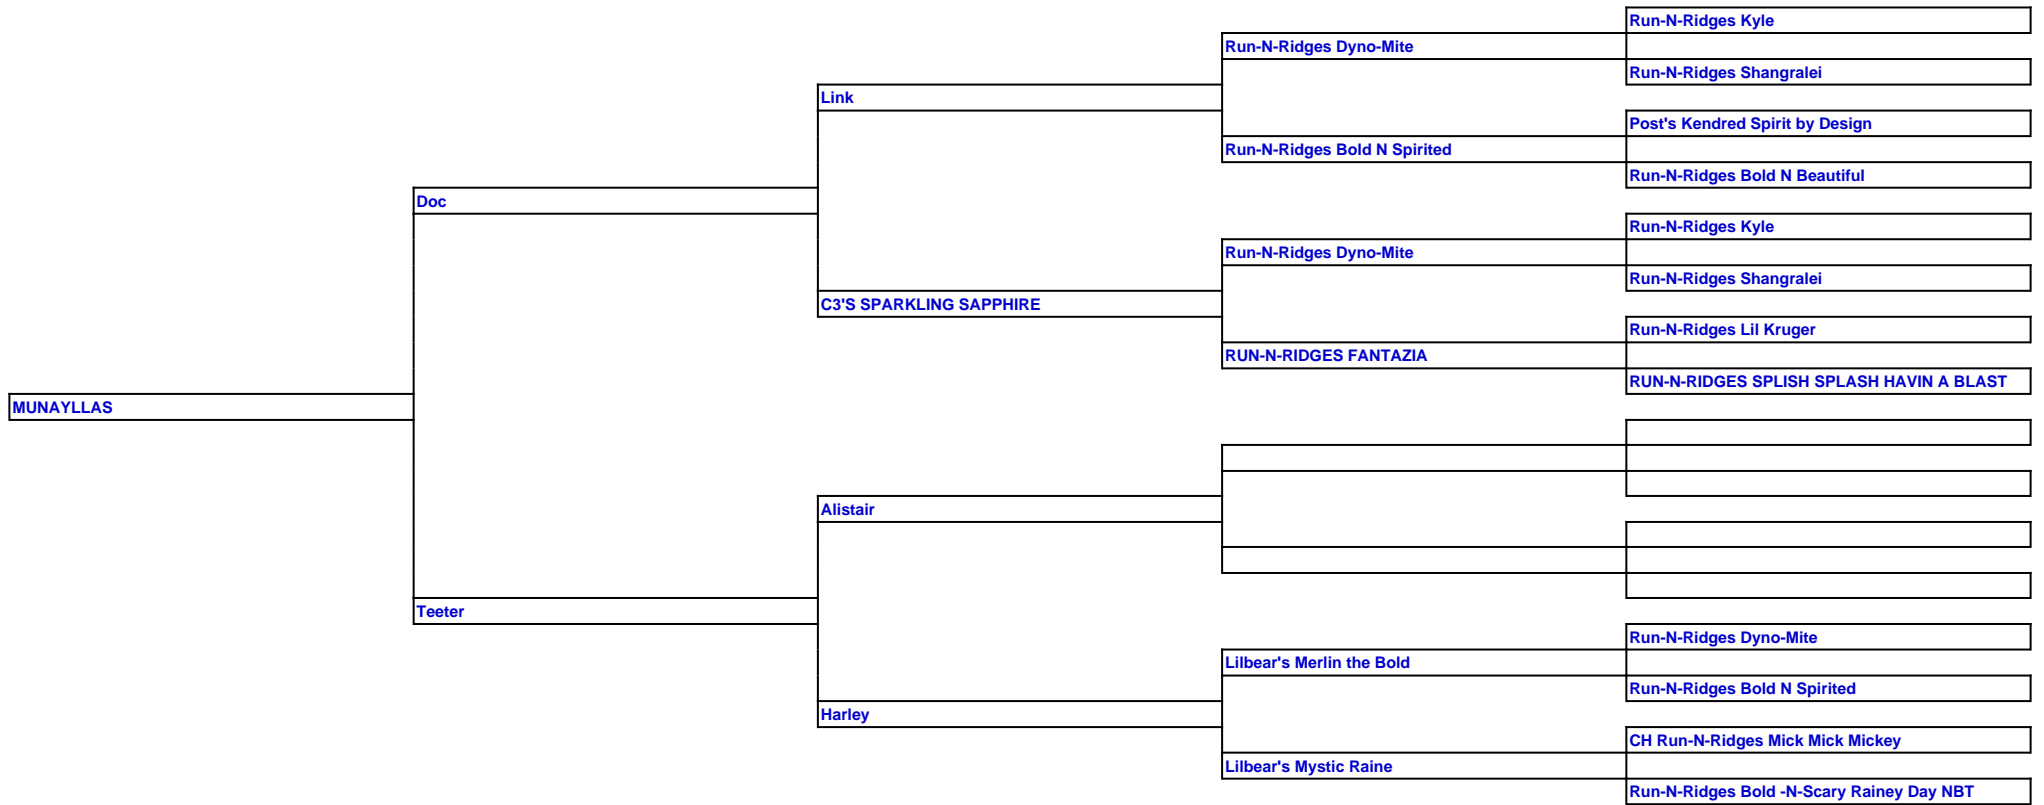 Run-N-Ridges Kyle
Run-N-Ridges Dyno-Mite
Run-N-Ridges Shangralei
Link
Post's Kendred Spirit by Design
Run-N-Ridges Bold N Spirited
Run-N-Ridges Bold N Beautiful
Doc
Run-N-Ridges Kyle
Run-N-Ridges Dyno-Mite
Run-N-Ridges Shangralei
C3'S SPARKLING SAPPHIRE
Run-N-Ridges Lil Kruger
RUN-N-RIDGES FANTAZIA
RUN-N-RIDGES SPLISH SPLASH HAVIN A BLAST
MUNAYLLAS
Alistair
Teeter
Run-N-Ridges Dyno-Mite
Lilbear's Merlin the Bold
Run-N-Ridges Bold N Spirited
Harley
CH Run-N-Ridges Mick Mick Mickey
Lilbear's Mystic Raine
Run-N-Ridges Bold -N-Scary Rainey Day NBT